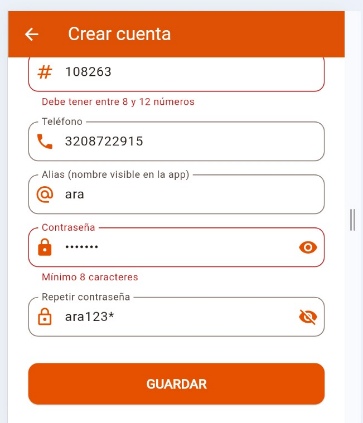 Crear cuenta
# 108263
Debe tener entre 8 y 12 números
Teléfono
3208722915
Alias (nombre visible en la app)
@ ara
Contraseña
•••••••
Mínimo 8 caracteres
Repetir contraseña
ara123*
GUARDAR